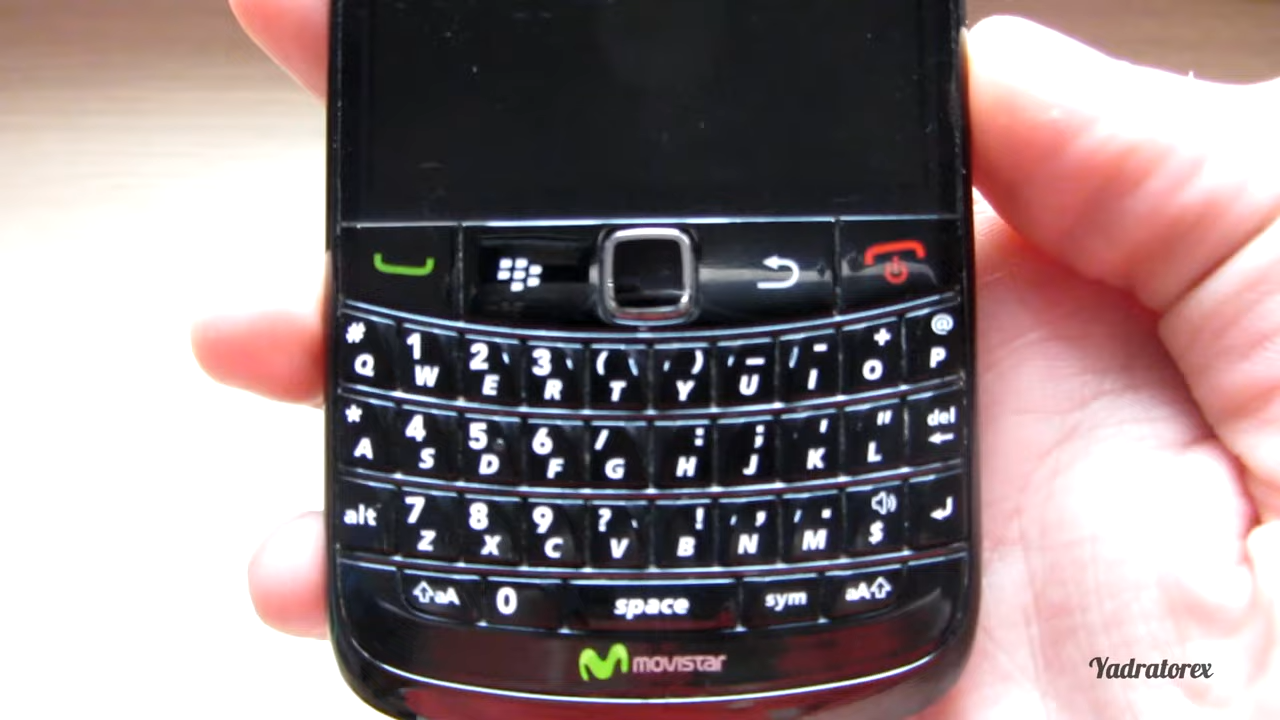 # 1 2 3 ( ) _ - + @
Q W E R T Y U I O P
* 4 5 6 / : ; ' " del
A S D F G H J K L
alt 7 8 9 ? ! , .
Z X C V B N M $
aA 0 space sym aA
movistar
Yadratorex